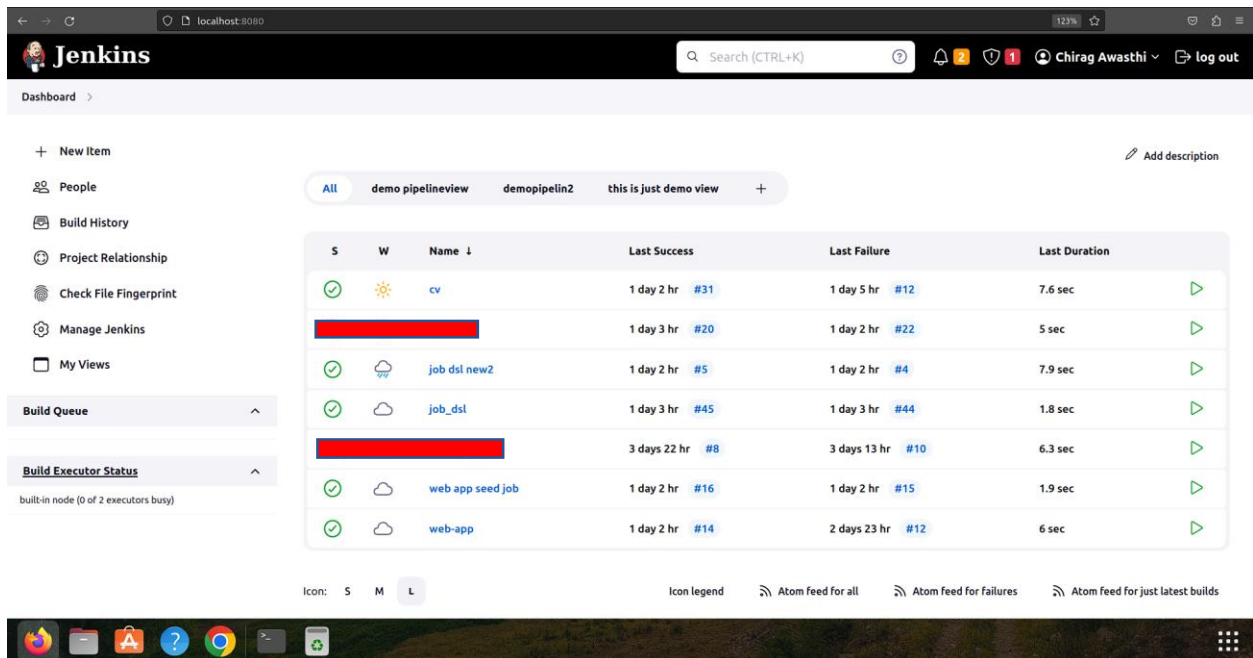 localhost:8080
123%
Jenkins
Search (CTRL+K)
2
1
Chirag Awasthi
log out
Dashboard
New Item
People
Build History
Project Relationship
Check File Fingerprint
Manage Jenkins
My Views
Build Queue
Build Executor Status
built-in node (0 of 2 executors busy)
Add description
All demo pipelineview demopipelin2 this is just demo view +
S W Name ↓ Last Success Last Failure Last Duration
cv 1 day 2 hr #31 1 day 5 hr #12 7.6 sec
1 day 3 hr #20 1 day 2 hr #22 5 sec
job dsl new2 1 day 2 hr #5 1 day 2 hr #4 7.9 sec
job_dsl 1 day 3 hr #45 1 day 3 hr #44 1.8 sec
3 days 22 hr #8 3 days 13 hr #10 6.3 sec
web app seed job 1 day 2 hr #16 1 day 2 hr #15 1.9 sec
web-app 1 day 2 hr #14 2 days 23 hr #12 6 sec
Icon: S M L
Icon legend Atom feed for all Atom feed for failures Atom feed for just latest builds